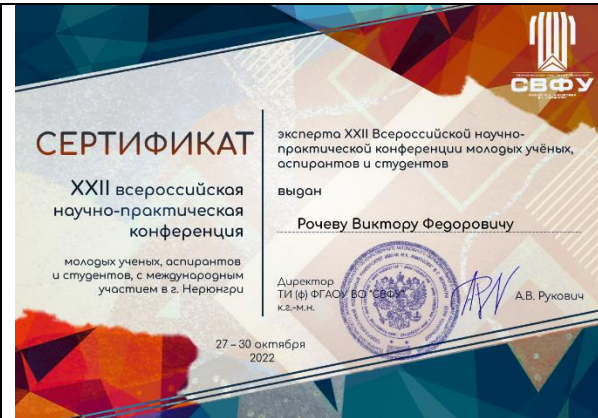 СВФУ
СЕРТИФИКАТ
XXII всероссийская
научно-практическая
конференция
молодых ученых, аспирантов
и студентов, с международным
участием в г. Нерюнгри
27 – 30 октября
2022
эксперта XXII Всероссийской научно-
практической конференции молодых учёных,
аспирантов и студентов
выдан
Рочеву Виктору Федоровичу
Директор
ТИ (ф) ФГАОУ ВО "СВФУ"
к.г.-м.н.
А.В. Рукович